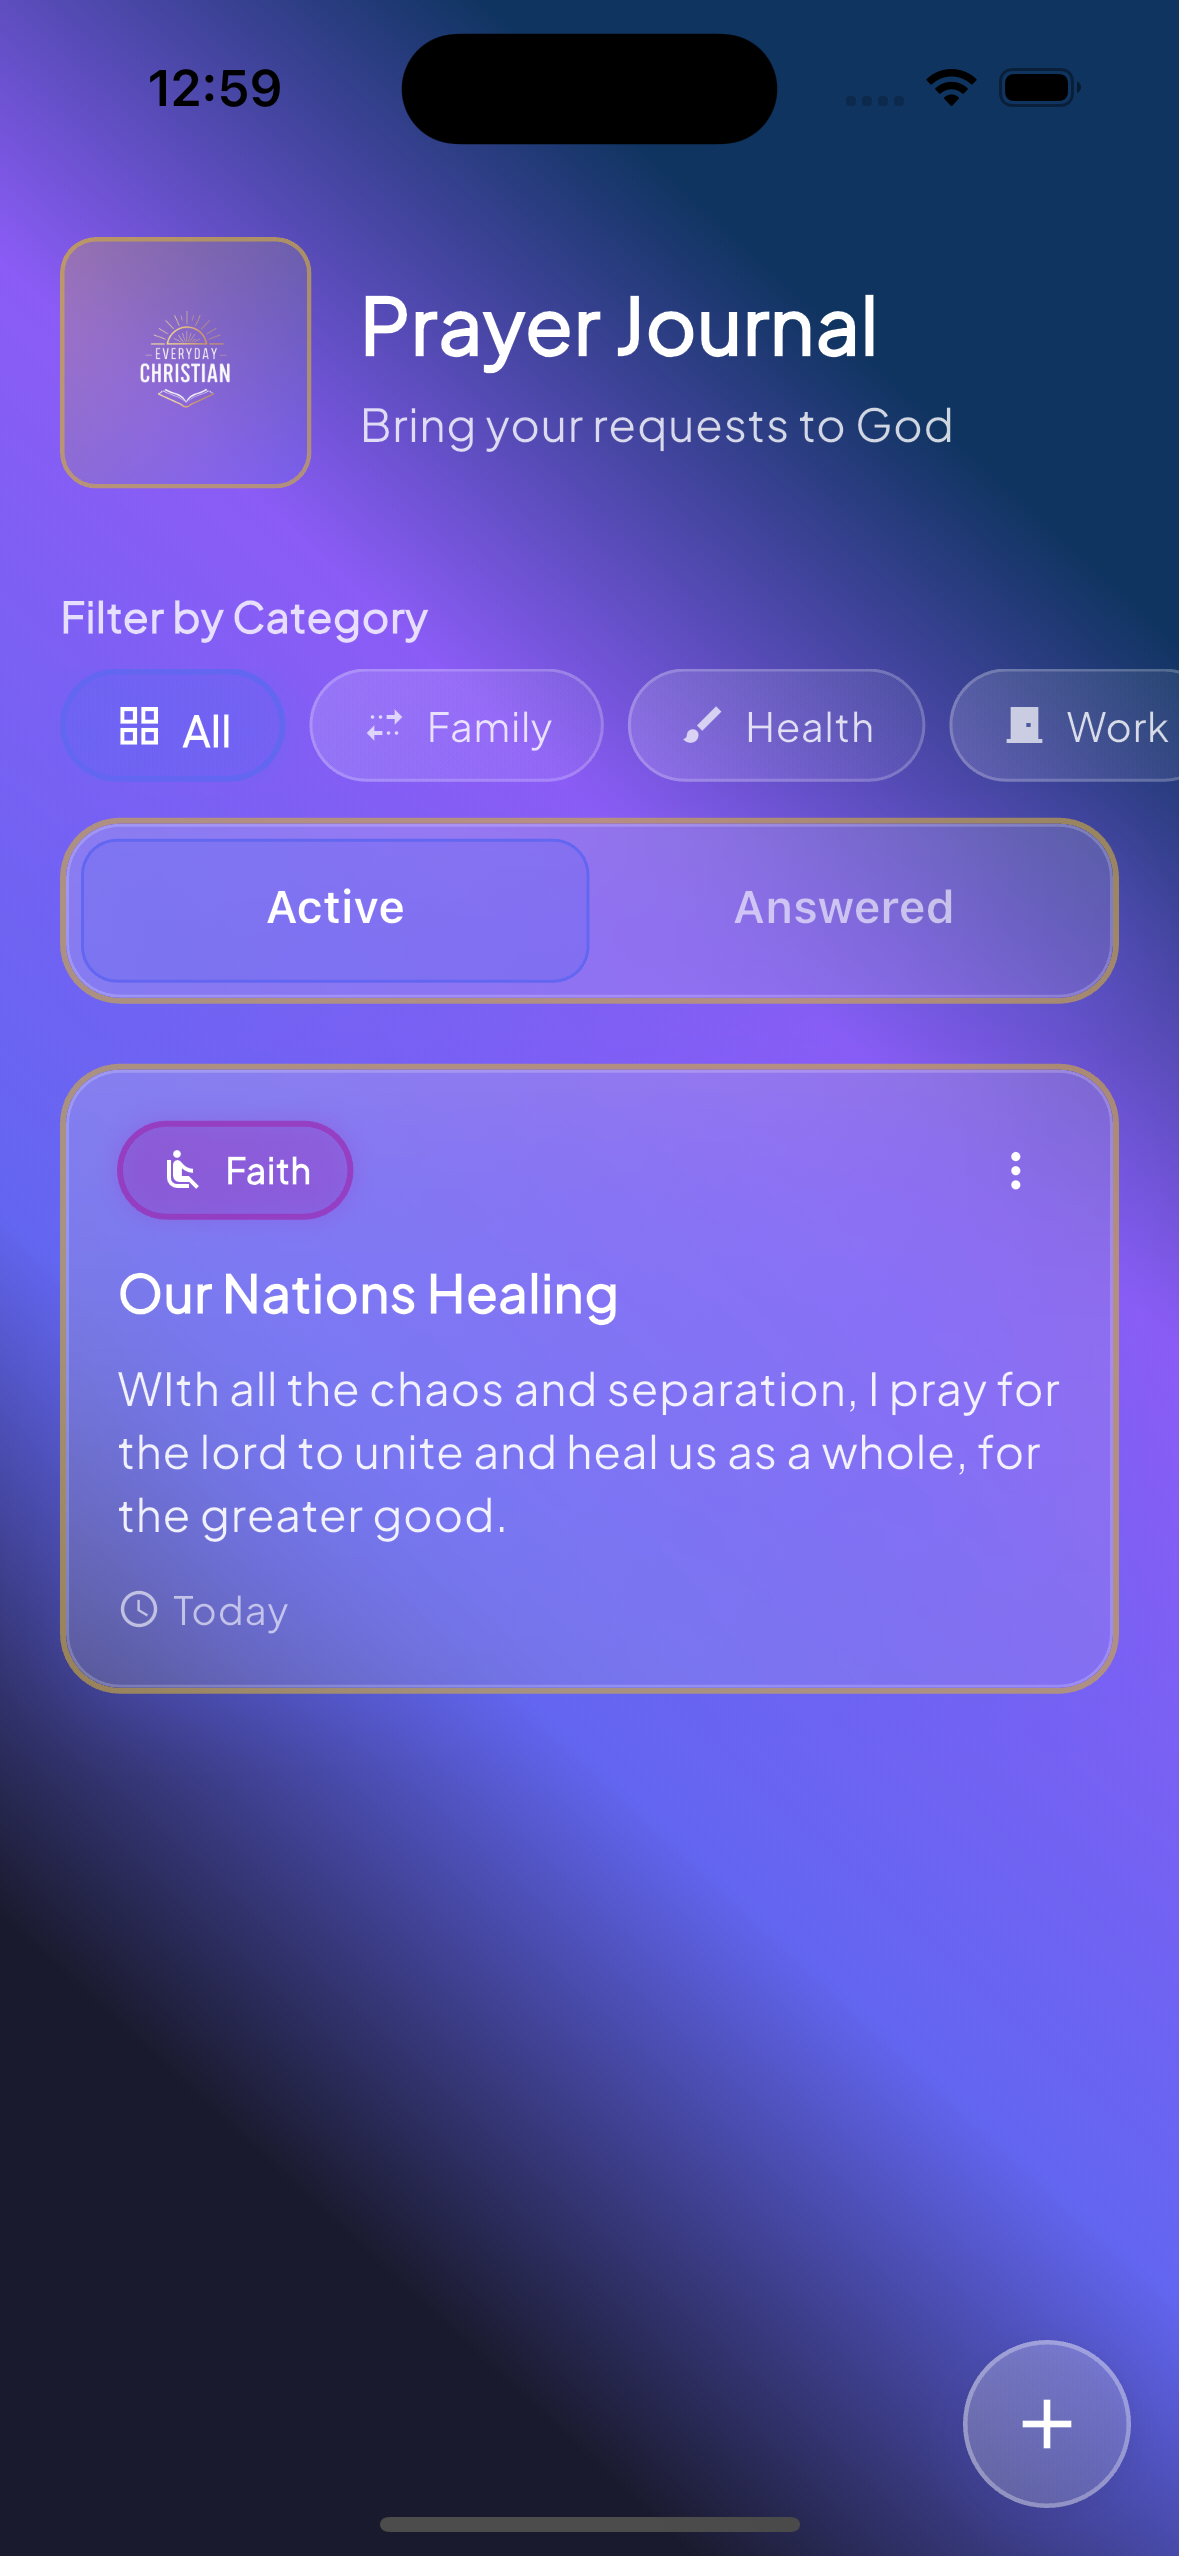 12:59
EVERYDAY
CHRISTIAN
Prayer Journal
Bring your requests to God
Filter by Category
All
Family
Health
Work
Active
Answered
Faith
Our Nations Healing
WIth all the chaos and separation, I pray for
the lord to unite and heal us as a whole, for
the greater good.
Today